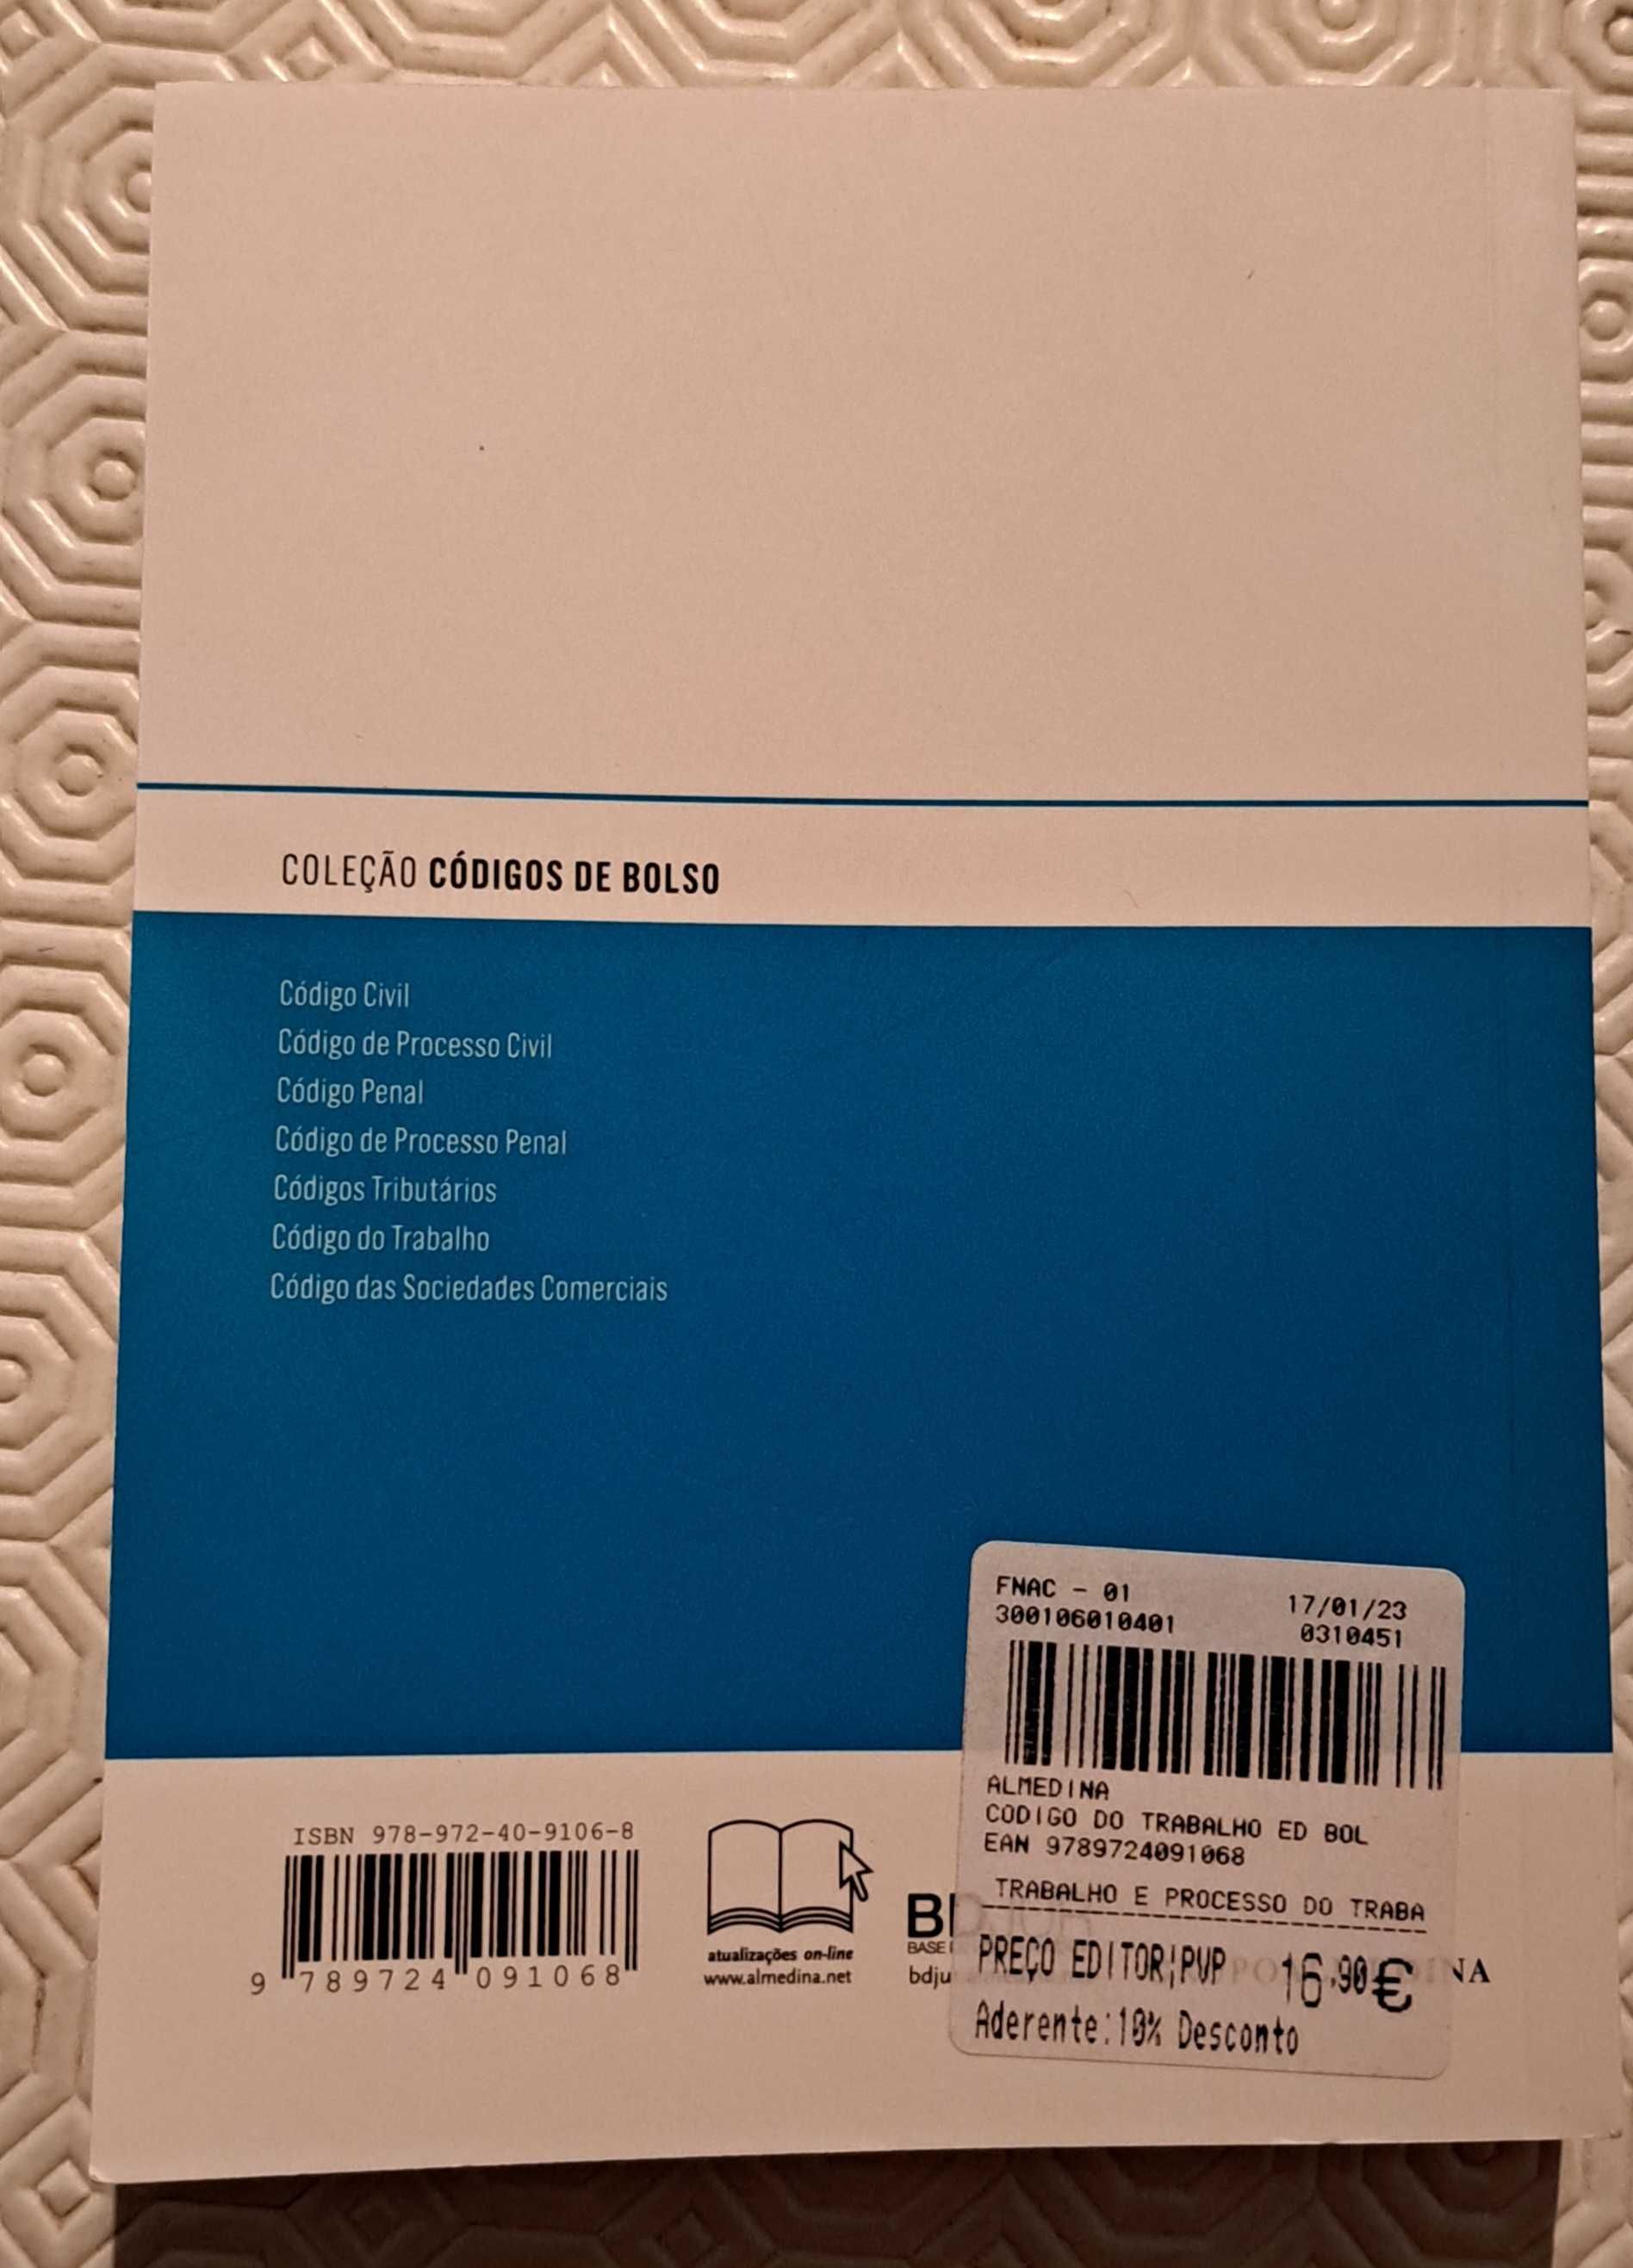 COLEÇÃO CÓDIGOS DE BOLSO
Código Civil
Código de Processo Civil
Código Penal
Código de Processo Penal
Códigos Tributários
Código do Trabalho
Código das Sociedades Comerciais
FNAC - 01 17/01/23
300106010401 0310451
ALMEDINA
CODIGO DO TRABALHO ED BOL
EAN 9789724091068
TRABALHO E PROCESSO DO TRABA
PREÇO EDITOR¦PVP 16.90€
Aderente:10% Desconto
ISBN 978-972-40-9106-8
9 789724 091068
atualizações on-line
www.almedina.net
BASE
bdju